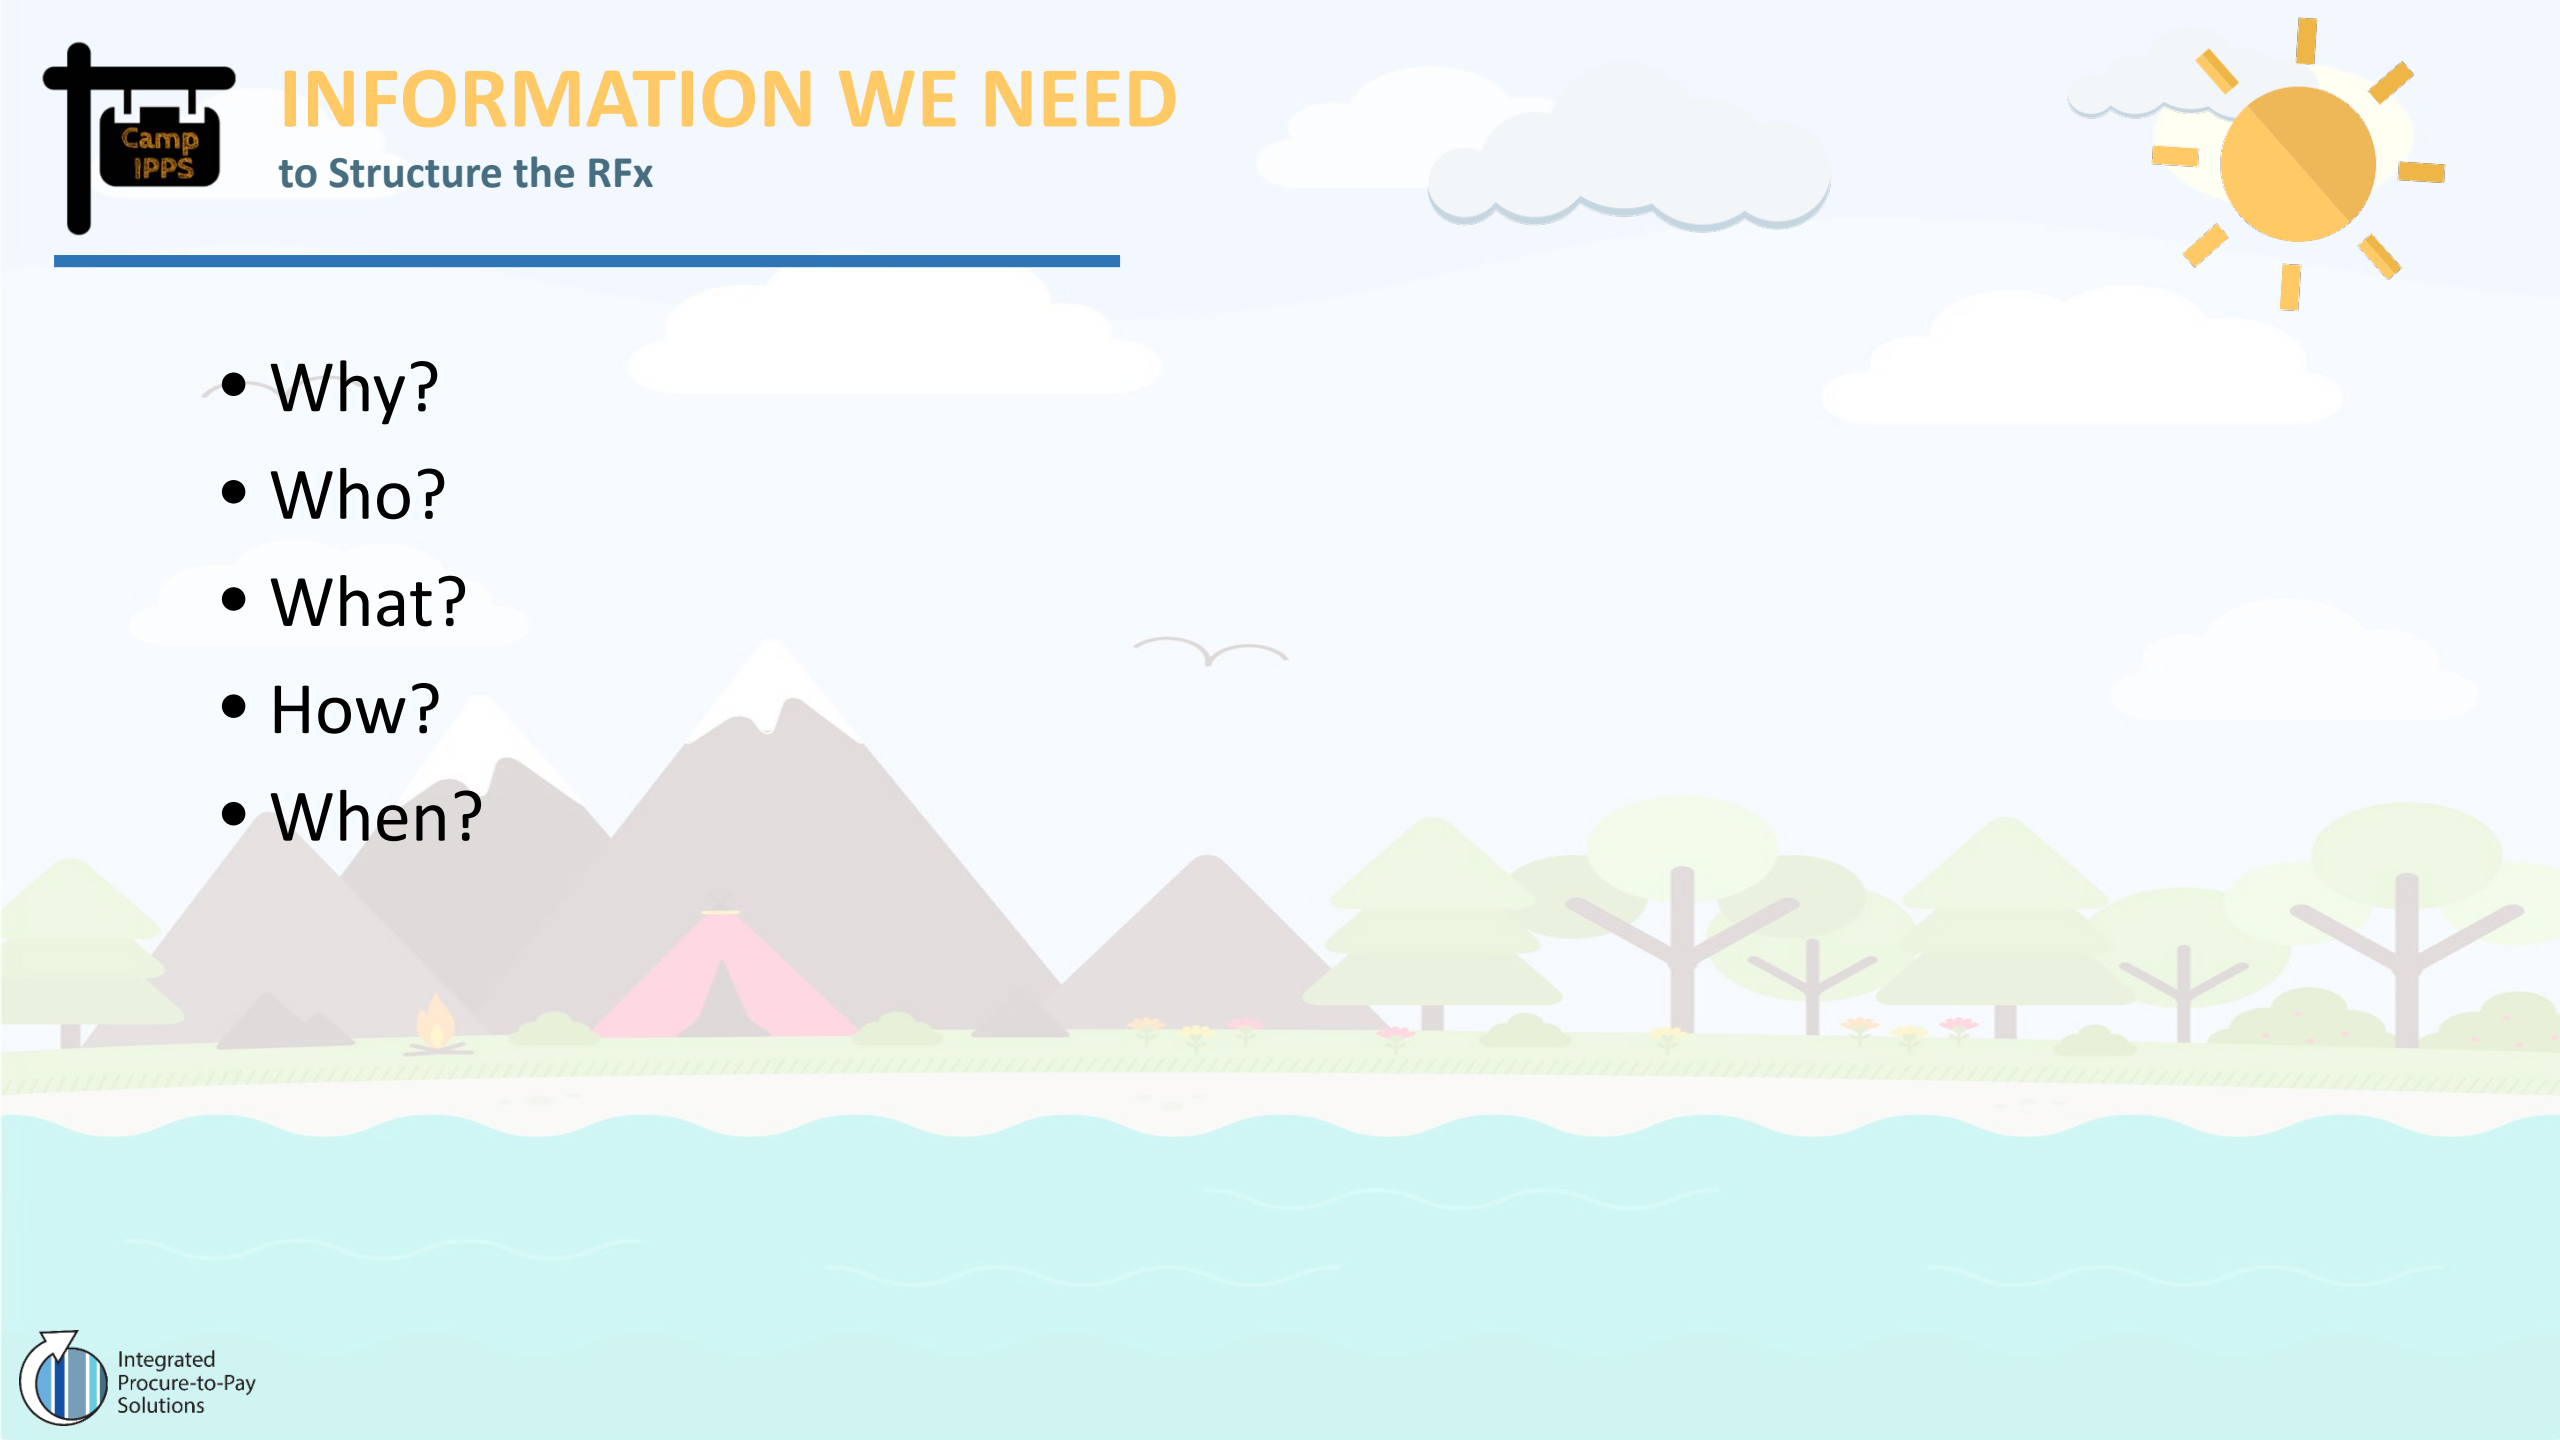 Camp
IPPS
INFORMATION WE NEED
to Structure the RFx
• Why?
• Who?
• What?
• How?
• When?
Integrated
Procure-to-Pay
Solutions